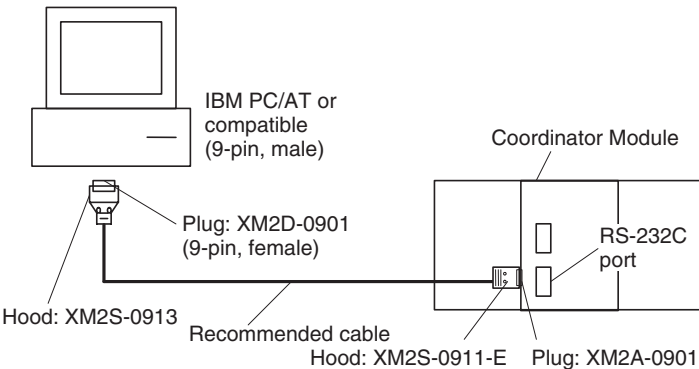 IBM PC/AT or
compatible
(9-pin, male)
Coordinator Module
Plug: XM2D-0901
(9-pin, female)
RS-232C
port
Hood: XM2S-0913
Recommended cable
Hood: XM2S-0911-E
Plug: XM2A-0901